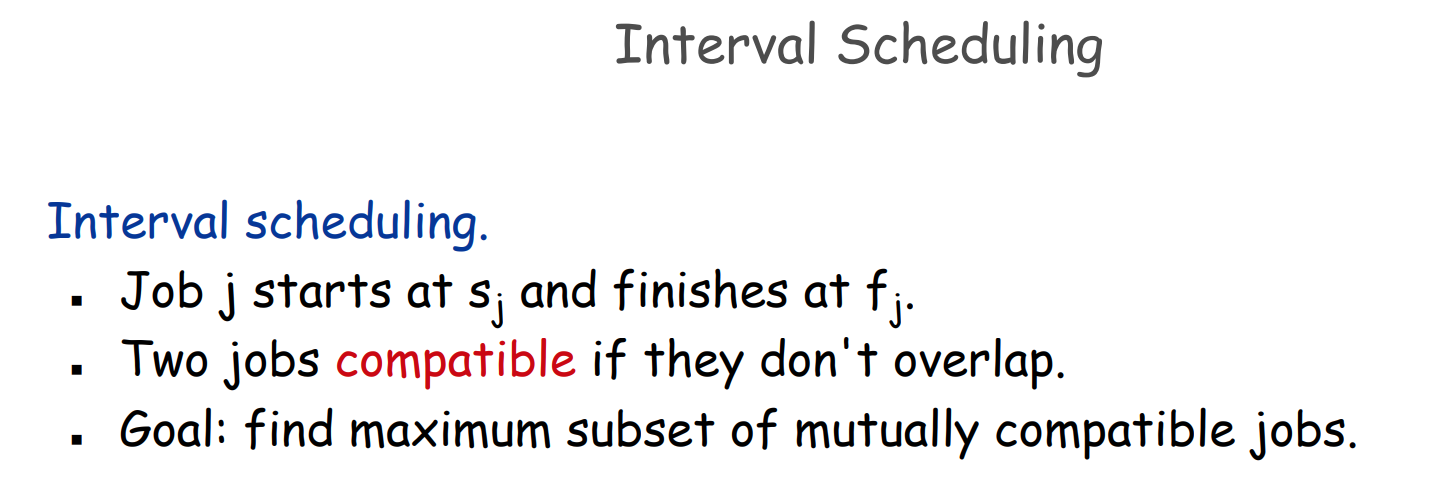 Interval Scheduling
Interval scheduling.
▪ Job j starts at sⱼ and finishes at fⱼ.
▪ Two jobs compatible if they don't overlap.
▪ Goal: find maximum subset of mutually compatible jobs.